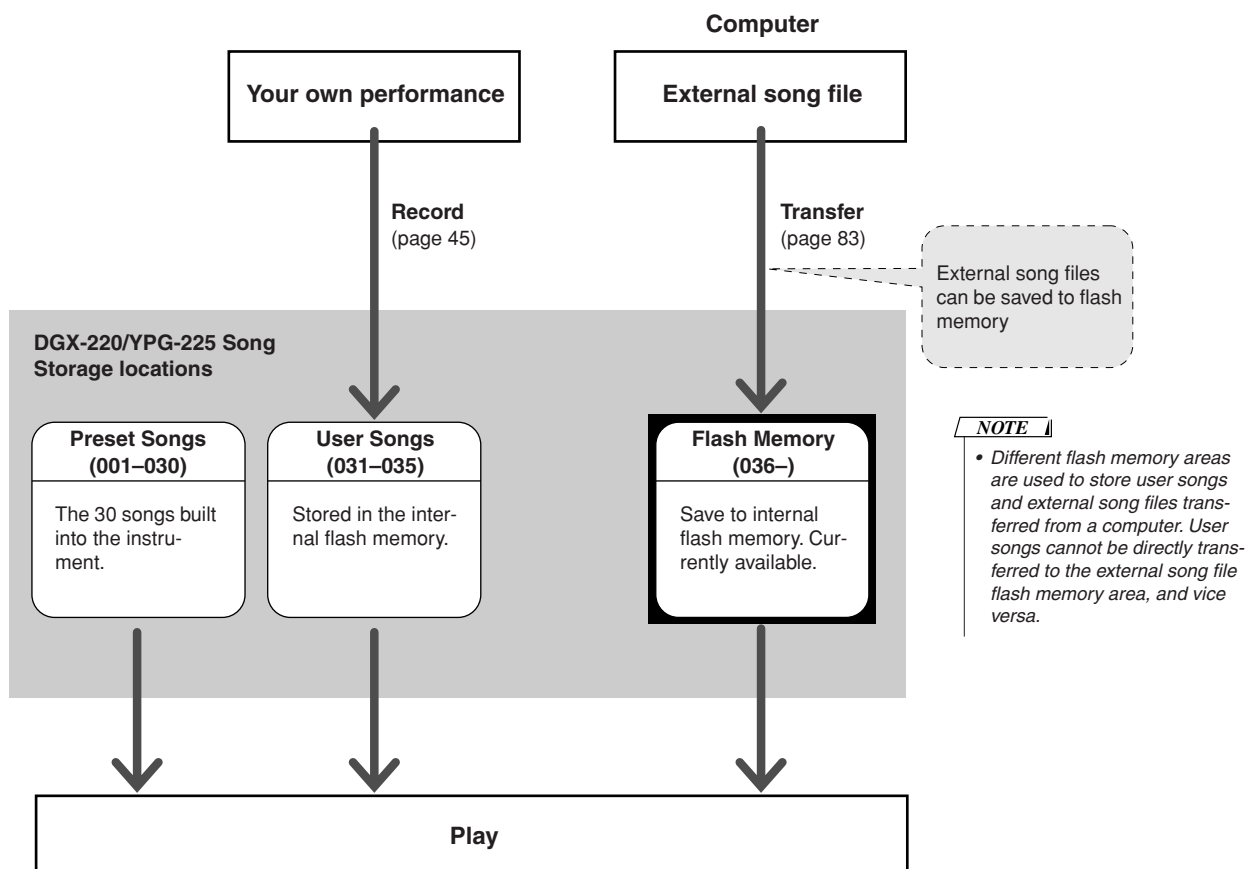 Computer
Your own performance
External song file
Record
(page 45)
Transfer
(page 83)
External song files
can be saved to flash
memory
DGX-220/YPG-225 Song
Storage locations
Preset Songs
(001–030)
The 30 songs built
into the instru-
ment.
User Songs
(031–035)
Stored in the inter-
nal flash memory.
Flash Memory
(036–)
Save to internal
flash memory. Cur-
rently available.
NOTE
• Different flash memory areas
are used to store user songs
and external song files trans-
ferred from a computer. User
songs cannot be directly trans-
ferred to the external song file
flash memory area, and vice
versa.
Play